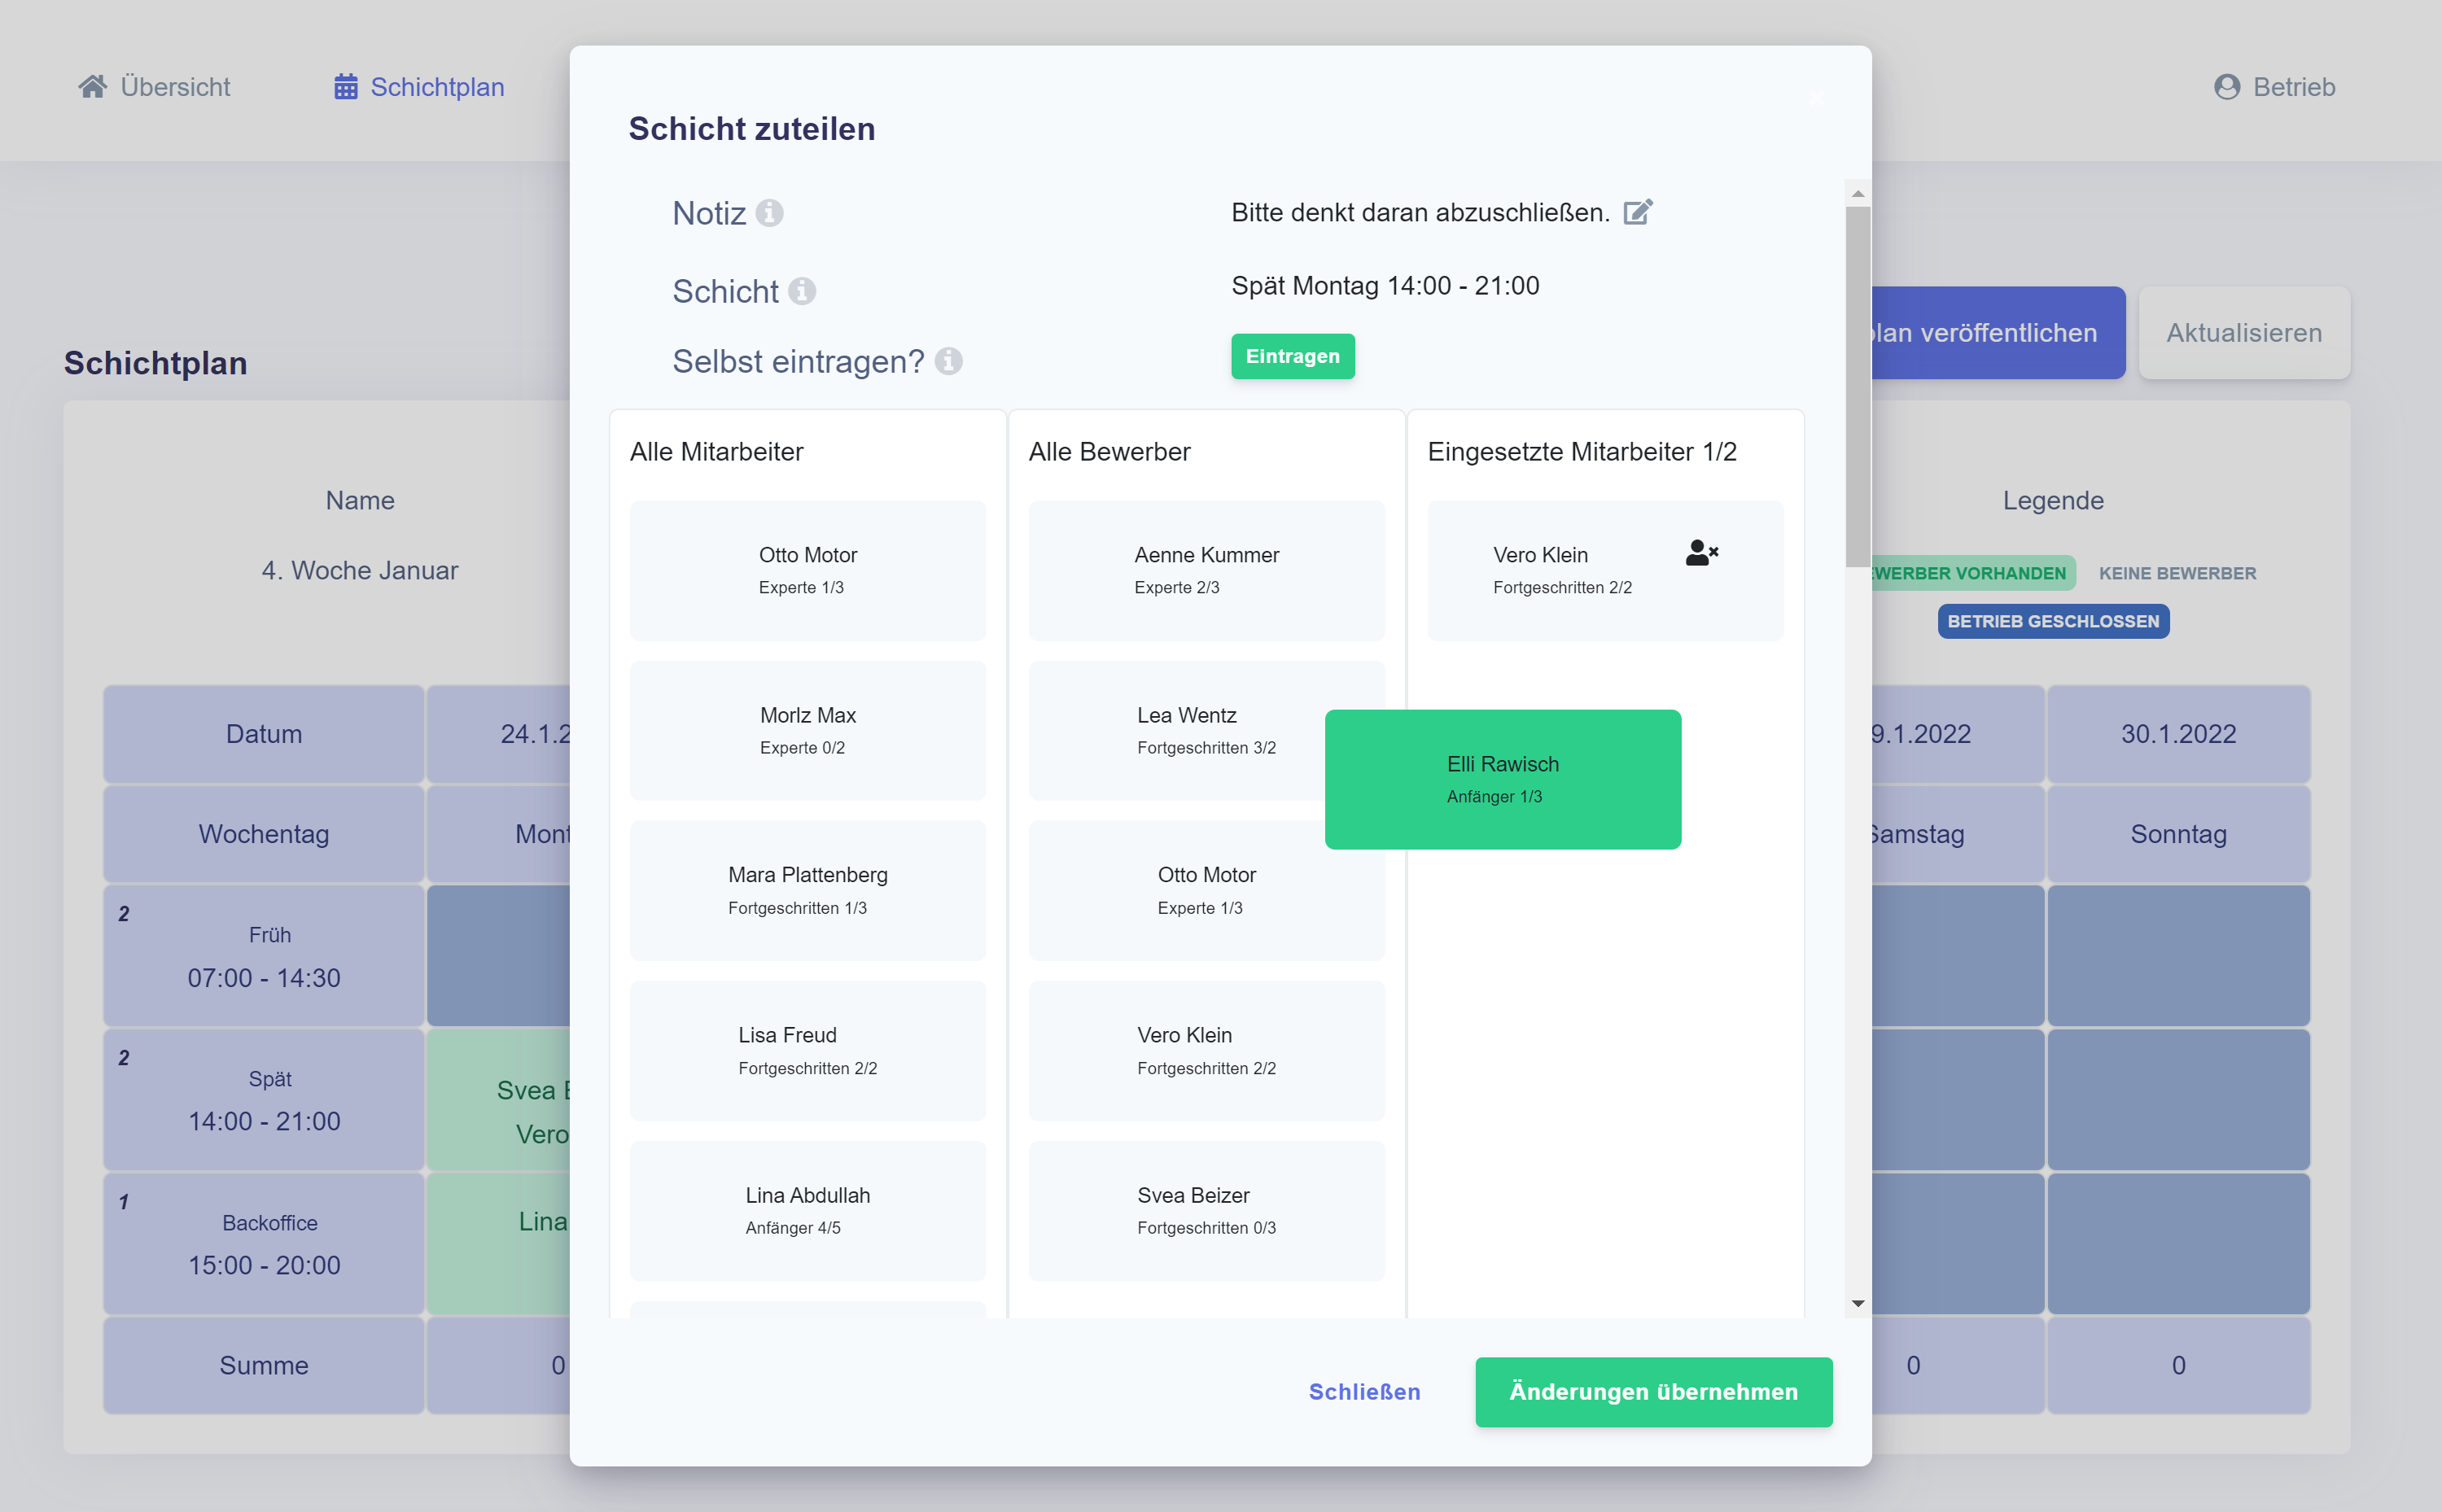 Übersicht
Schichtplan
Betrieb
Schicht zuteilen
Notiz
Bitte denkt daran abzuschließen.
Schicht
Spät Montag 14:00 - 21:00
Selbst eintragen?
Eintragen
Schichtplan
veröffentlichen
Aktualisieren
Name
4. Woche Januar
Legende
VORHANDEN
KEINE BEWERBER
BETRIEB GESCHLOSSEN
Alle Mitarbeiter
Otto Motor
Experte 1/3
Morlz Max
Experte 0/2
Mara Plattenberg
Fortgeschritten 1/3
Lisa Freud
Fortgeschritten 2/2
Lina Abdullah
Anfänger 4/5
Alle Bewerber
Aenne Kummer
Experte 2/3
Lea Wentz
Fortgeschritten 3/2
Otto Motor
Experte 1/3
Vero Klein
Fortgeschritten 2/2
Svea Beizer
Fortgeschritten 0/3
Eingesetzte Mitarbeiter 1/2
Vero Klein
Fortgeschritten 2/2
Elli Rawisch
Anfänger 1/3
Datum
24.1.2
9.1.2022
30.1.2022
Wochentag
Mont
Samstag
Sonntag
2
Früh
07:00 - 14:30
2
Spät
14:00 - 21:00
Svea
Vero
1
Backoffice
15:00 - 20:00
Lina
Summe
0
0
0
Schließen
Änderungen übernehmen